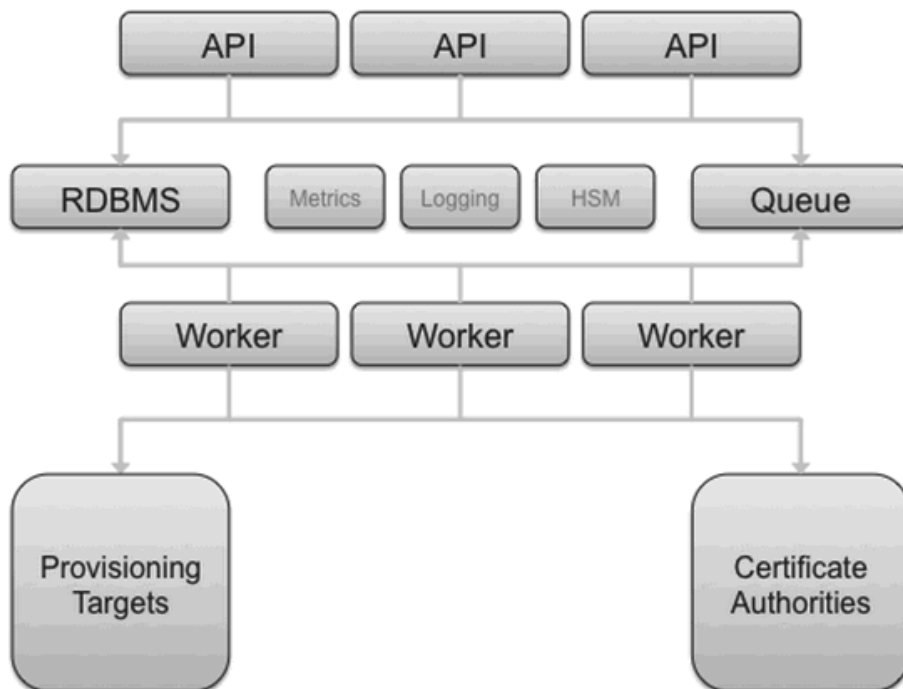 API
API
API
RDBMS
Metrics
Logging
HSM
Queue
Worker
Worker
Worker
Provisioning
Targets
Certificate
Authorities